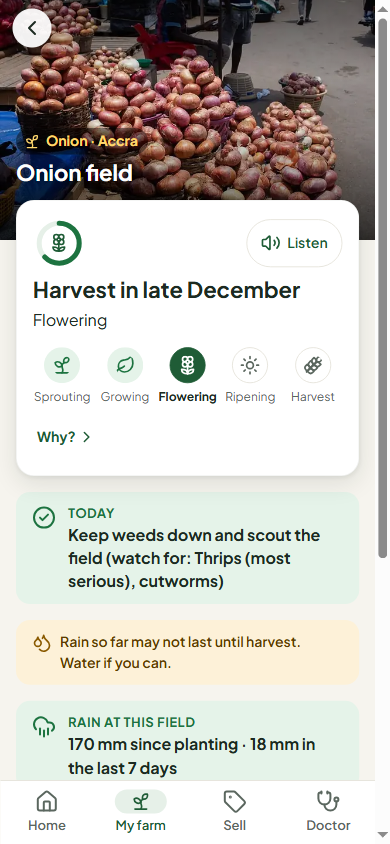 Onion · Accra
Onion field
Listen
Harvest in late December
Flowering
Sprouting Growing Flowering Ripening Harvest
Why?
TODAY
Keep weeds down and scout the
field (watch for: Thrips (most
serious), cutworms)
Rain so far may not last until harvest.
Water if you can.
RAIN AT THIS FIELD
170 mm since planting · 18 mm in
the last 7 days
Home My farm Sell Doctor